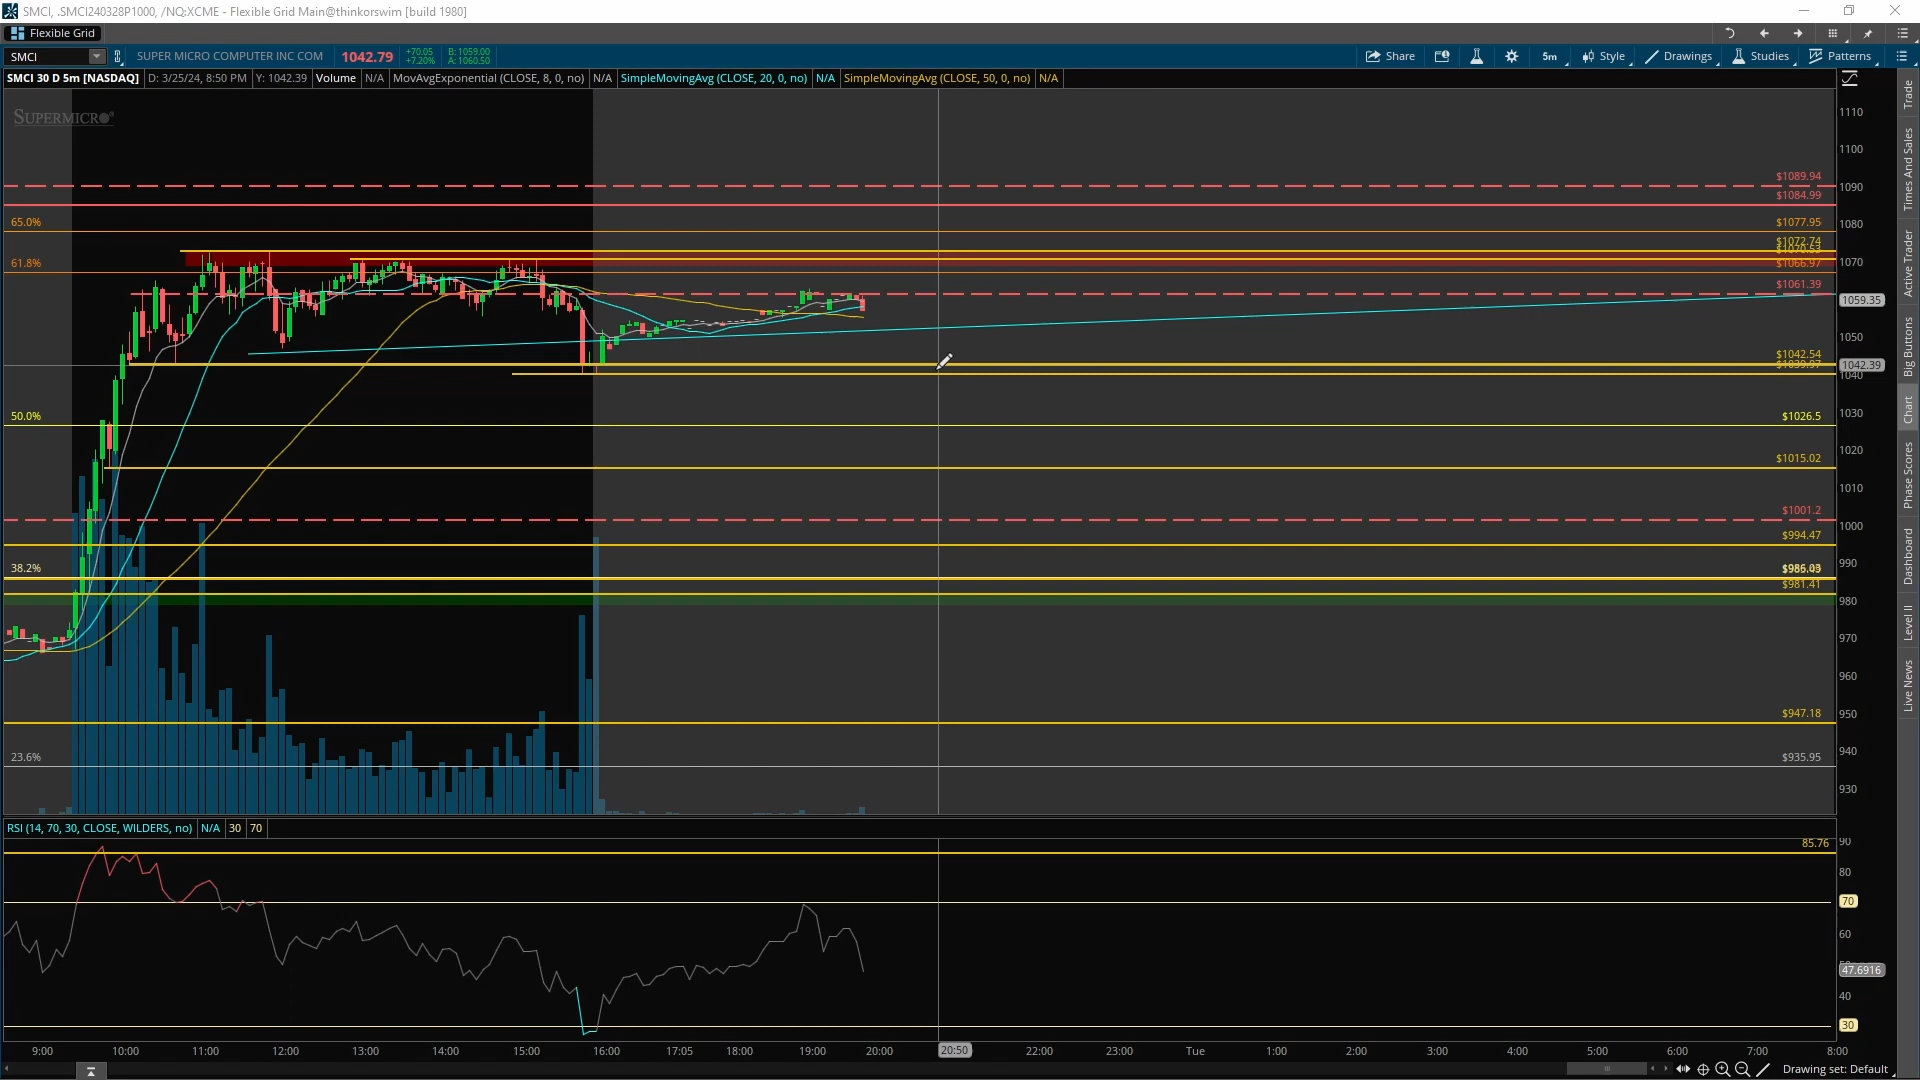 SMCI, .SMCI240328P1000, /NQ:XCME - Flexible Grid Main@thinkorswim [build 1980]
Flexible Grid
SMCI SUPER MICRO COMPUTER INC COM 1042.79 +70.05 +7.20% B: 1059.00 A: 1060.50 Share 5m Style Drawings Studies Patterns
SMCI 30 D 5m [NASDAQ] D: 3/25/24, 8:50 PM Y: 1042.39 Volume N/A MovAvgExponential (CLOSE, 8, 0, no) N/A SimpleMovingAvg (CLOSE, 20, 0, no) N/A SimpleMovingAvg (CLOSE, 50, 0, no) N/A
SUPERMICRO
1110
1100
$1089.94
1090
$1084.99
65.0% $1077.95
1080
$1072.74
61.8% $1066.97
1070
$1061.39
1059.35
1050
$1042.54
1042.39
1040
50.0% $1026.5
1030
1020
$1015.02
1010
$1001.2
1000
$994.47
990
38.2%
$981.41
980
970
960
950
$947.18
940
23.6% $935.95
930
RSI (14, 70, 30, CLOSE, WILDERS, no) N/A 30 70
85.76
90
80
70
60
47.6916
40
30
9:00 10:00 11:00 12:00 13:00 14:00 15:00 16:00 17:05 18:00 19:00 20:00 20:50 22:00 23:00 Tue 1:00 2:00 3:00 4:00 5:00 6:00 7:00 8:00
Drawing set: Default
Trade
Times And Sales
Active Trader
Big Buttons
Chart
Phase Scores
Dashboard
Level II
Live News